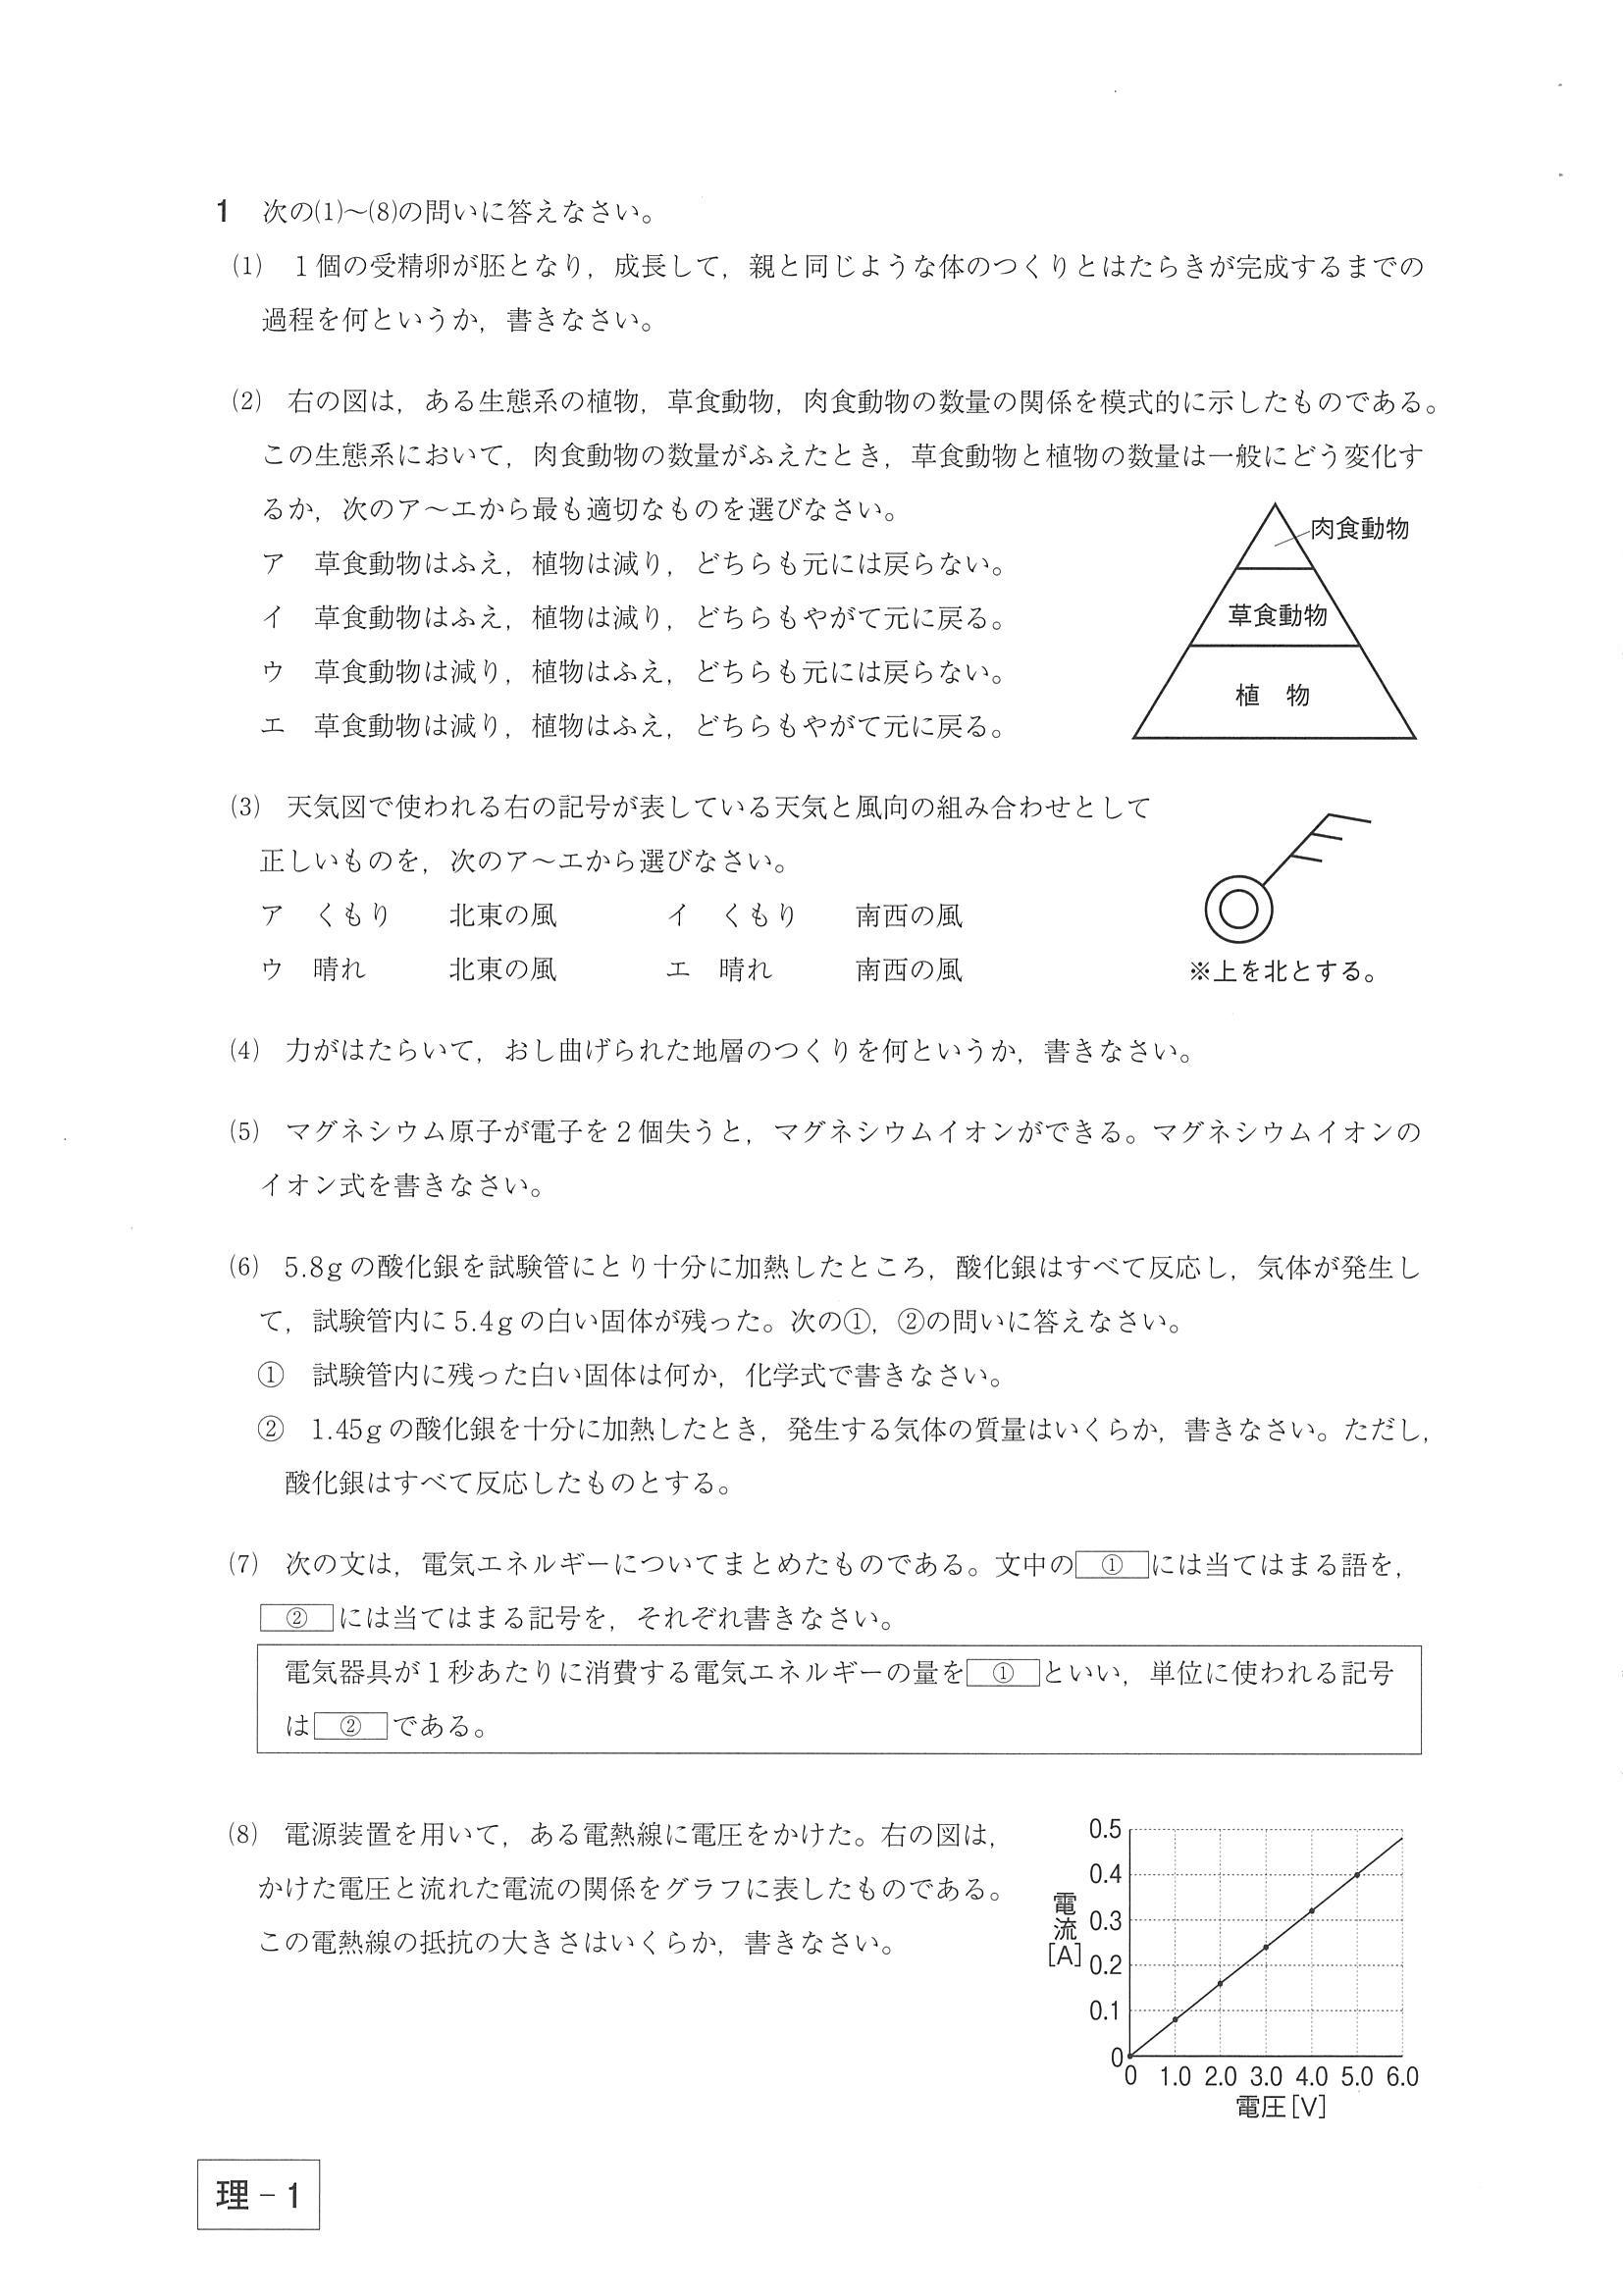 1　次の⑴～⑻の問いに答えなさい。
⑴　１個の受精卵が胚となり，成長して，親と同じような体のつくりとはたらきが完成するまでの
過程を何というか，書きなさい。
⑵　右の図は，ある生態系の植物，草食動物，肉食動物の数量の関係を模式的に示したものである。
この生態系において，肉食動物の数量がふえたとき，草食動物と植物の数量は一般にどう変化す
るか，次のア～エから最も適切なものを選びなさい。
ア　草食動物はふえ，植物は減り，どちらも元には戻らない。
イ　草食動物はふえ，植物は減り，どちらもやがて元に戻る。
ウ　草食動物は減り，植物はふえ，どちらも元には戻らない。
エ　草食動物は減り，植物はふえ，どちらもやがて元に戻る。
肉食動物
草食動物
植　物
⑶　天気図で使われる右の記号が表している天気と風向の組み合わせとして
正しいものを，次のア～エから選びなさい。
ア　くもり　　北東の風　　　　イ　くもり　　南西の風
ウ　晴れ　　　北東の風　　　　エ　晴れ　　　南西の風
※上を北とする。
⑷　力がはたらいて，おし曲げられた地層のつくりを何というか，書きなさい。
⑸　マグネシウム原子が電子を２個失うと，マグネシウムイオンができる。マグネシウムイオンの
イオン式を書きなさい。
⑹　5.8gの酸化銀を試験管にとり十分に加熱したところ，酸化銀はすべて反応し，気体が発生し
て，試験管内に5.4gの白い固体が残った。次の①，②の問いに答えなさい。
①　試験管内に残った白い固体は何か，化学式で書きなさい。
②　1.45gの酸化銀を十分に加熱したとき，発生する気体の質量はいくらか，書きなさい。ただし，
酸化銀はすべて反応したものとする。
⑺　次の文は，電気エネルギーについてまとめたものである。文中の①には当てはまる語を，
②には当てはまる記号を，それぞれ書きなさい。
電気器具が１秒あたりに消費する電気エネルギーの量を①といい，単位に使われる記号
は②である。
⑻　電源装置を用いて，ある電熱線に電圧をかけた。右の図は，
かけた電圧と流れた電流の関係をグラフに表したものである。
この電熱線の抵抗の大きさはいくらか，書きなさい。
0.5
0.4
0.3
0.2
0.1
0
電流[A]
0 1.0 2.0 3.0 4.0 5.0 6.0
電圧[V]
理－1